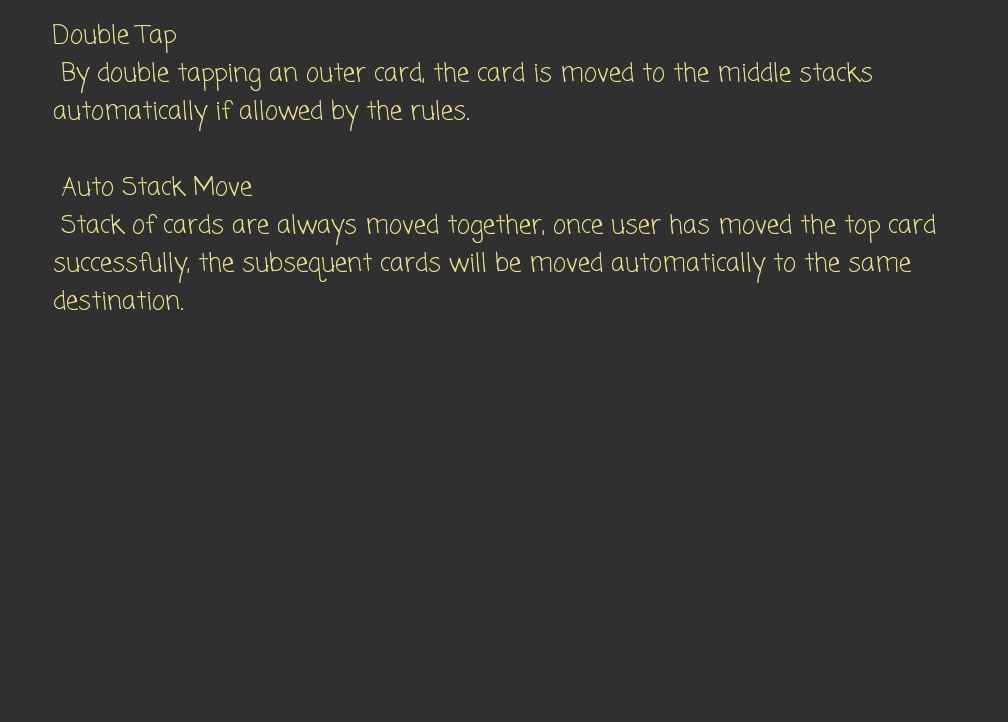 Double Tap
By double tapping an outer card, the card is moved to the middle stacks
automatically if allowed by the rules.
Auto Stack Move
Stack of cards are always moved together, once user has moved the top card
successfully, the subsequent cards will be moved automatically to the same
destination.